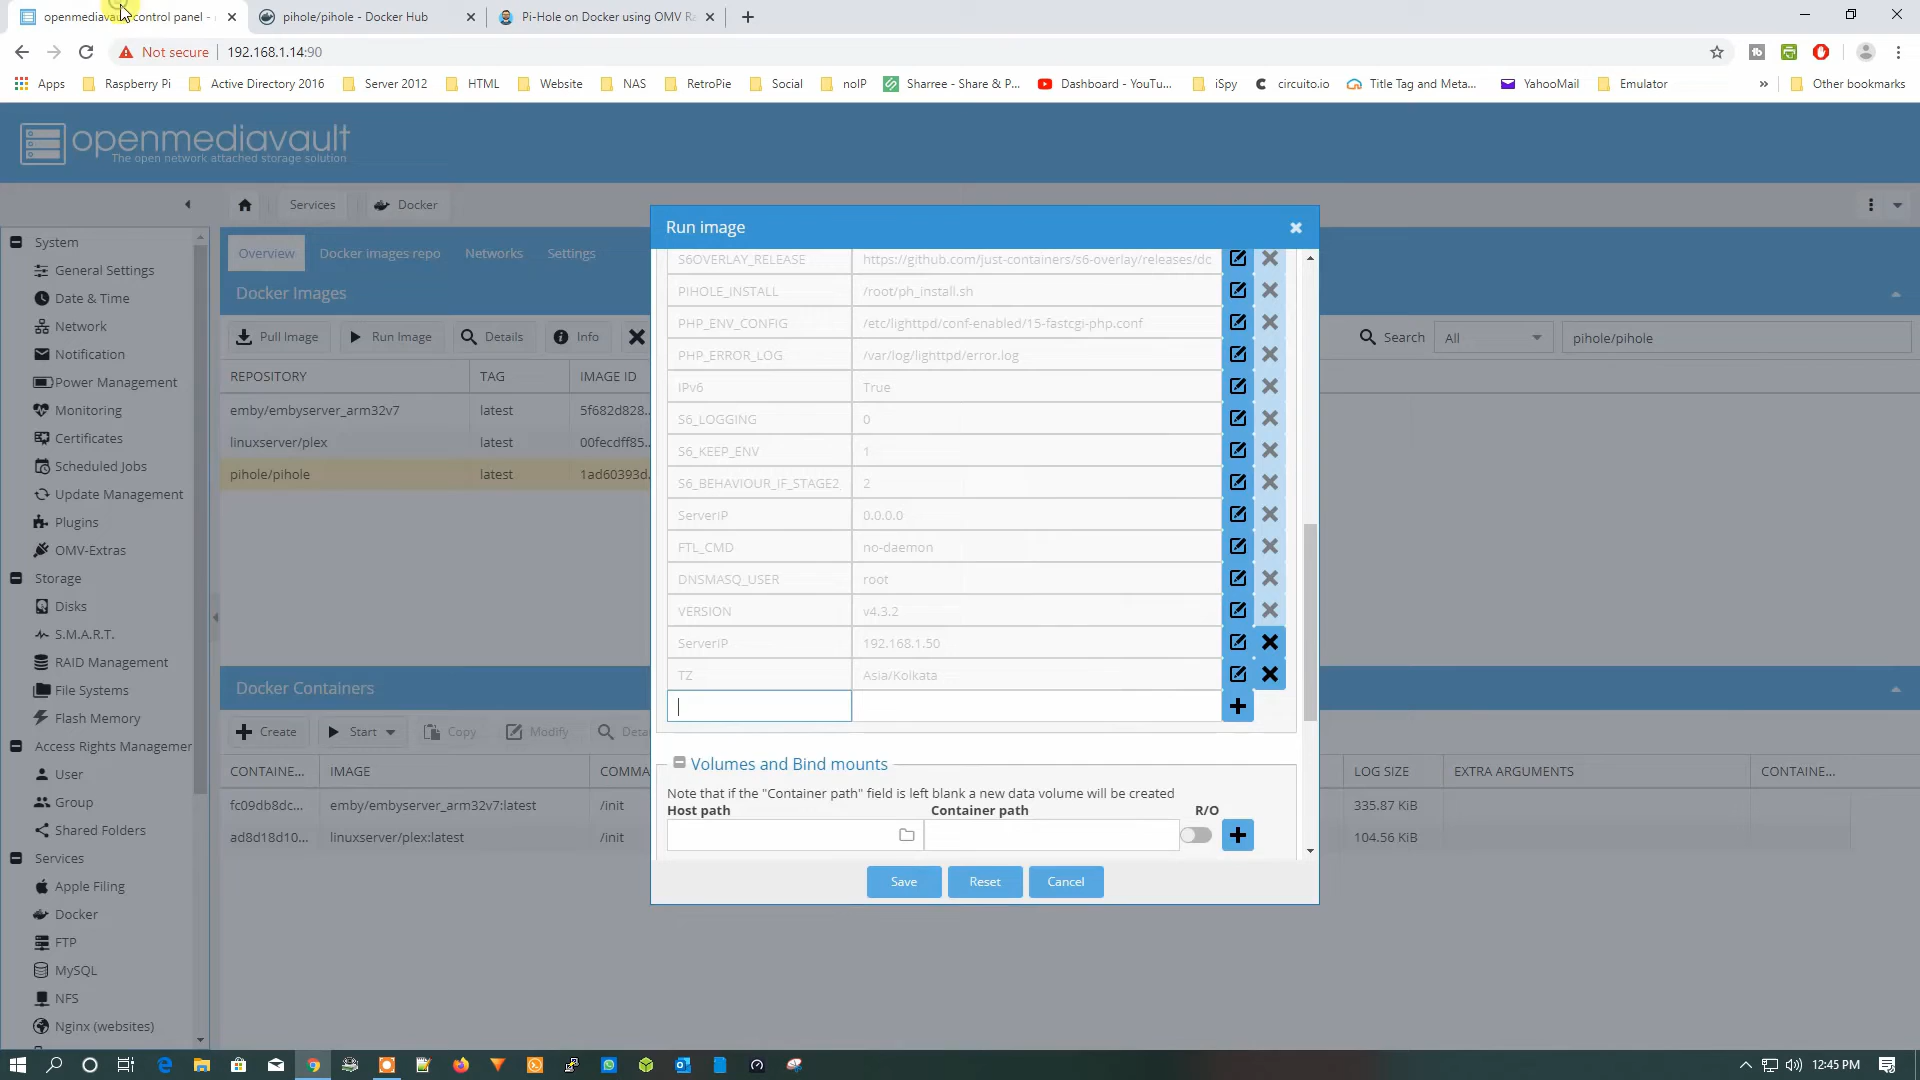 openmediavault control panel -
pihole/pihole - Docker Hub
Pi-Hole on Docker using OMV Ra
Not secure
192.168.1.14:90
Apps
Raspberry Pi
Active Directory 2016
Server 2012
HTML
Website
NAS
RetroPie
Social
noIP
Sharree - Share & P...
Dashboard - YouTu...
iSpy
circuito.io
Title Tag and Meta...
YahooMail
Emulator
»
Other bookmarks
openmediavault
The open network attached storage solution
Services
Docker
System
General Settings
Date & Time
Network
Notification
Power Management
Monitoring
Certificates
Scheduled Jobs
Update Management
Plugins
OMV-Extras
Storage
Disks
S.M.A.R.T.
RAID Management
File Systems
Flash Memory
Access Rights Managemer
User
Group
Shared Folders
Services
Apple Filing
Docker
FTP
MySQL
NFS
Nginx (websites)
Overview
Docker images repo
Networks
Settings
Docker Images
Pull Image
Run Image
Details
Info
Search
All
pihole/pihole
REPOSITORY
TAG
IMAGE ID
emby/embyserver_arm32v7
latest
5f682d828..
linuxserver/plex
latest
00fecdff85..
pihole/pihole
latest
1ad60393d.
Docker Containers
Create
Start
Copy
Modify
Deta
CONTAINE...
IMAGE
COMMA
LOG SIZE
EXTRA ARGUMENTS
CONTAINE...
fc09db8dc...
emby/embyserver_arm32v7:latest
/init
335.87 KiB
ad8d18d10...
linuxserver/plex:latest
/init
104.56 KiB
Run image
S6OVERLAY_RELEASE
https://github.com/just-containers/s6-overlay/releases/dc
PIHOLE_INSTALL
/root/ph_install.sh
PHP_ENV_CONFIG
/etc/lighttpd/conf-enabled/15-fastcgi-php.conf
PHP_ERROR_LOG
/var/log/lighttpd/error.log
IPv6
True
S6_LOGGING
0
S6_KEEP_ENV
1
S6_BEHAVIOUR_IF_STAGE2_
2
ServerIP
0.0.0.0
FTL_CMD
no-daemon
DNSMASQ_USER
root
VERSION
v4.3.2
ServerIP
192.168.1.50
TZ
Asia/Kolkata
Volumes and Bind mounts
Note that if the "Container path" field is left blank a new data volume will be created
Host path
Container path
R/O
Save
Reset
Cancel
12:45 PM